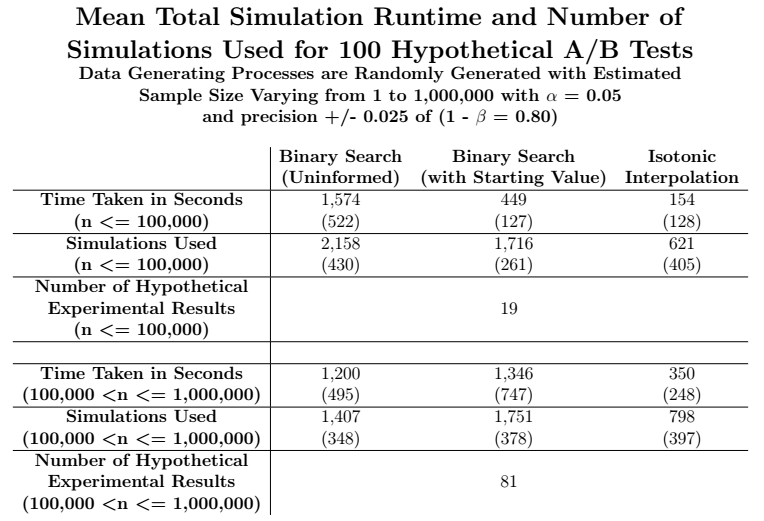 Mean Total Simulation Runtime and Number of
Simulations Used for 100 Hypothetical A/B Tests
Data Generating Processes are Randomly Generated with Estimated
Sample Size Varying from 1 to 1,000,000 with α = 0.05
and precision +/- 0.025 of (1 - β = 0.80)
Binary Search Binary Search Isotonic
(Uninformed) (with Starting Value) Interpolation
Time Taken in Seconds 1,574 449 154
(n <= 100,000) (522) (127) (128)
Simulations Used 2,158 1,716 621
(n <= 100,000) (430) (261) (405)
Number of Hypothetical
Experimental Results 19
(n <= 100,000)
Time Taken in Seconds 1,200 1,346 350
(100,000 <n <= 1,000,000) (495) (747) (248)
Simulations Used 1,407 1,751 798
(100,000 <n <= 1,000,000) (348) (378) (397)
Number of Hypothetical
Experimental Results 81
(100,000 <n <= 1,000,000)